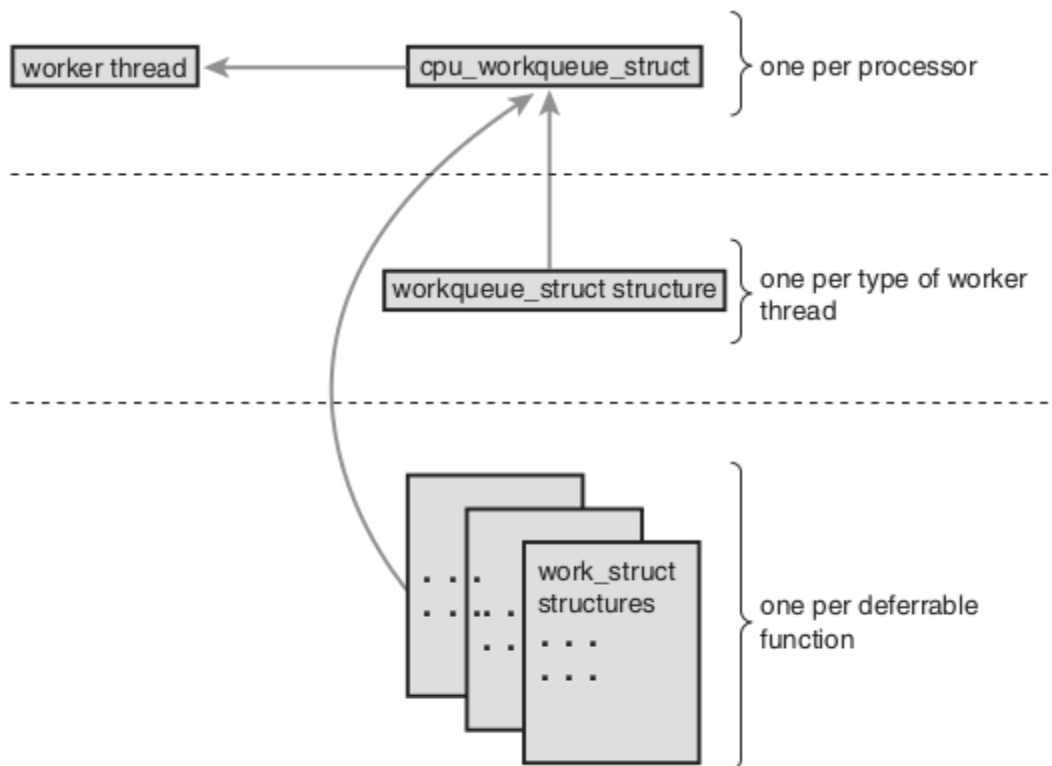 worker thread
cpu_workqueue_struct
one per processor
workqueue_struct structure
one per type of worker
thread
work_struct
structures
one per deferrable
function